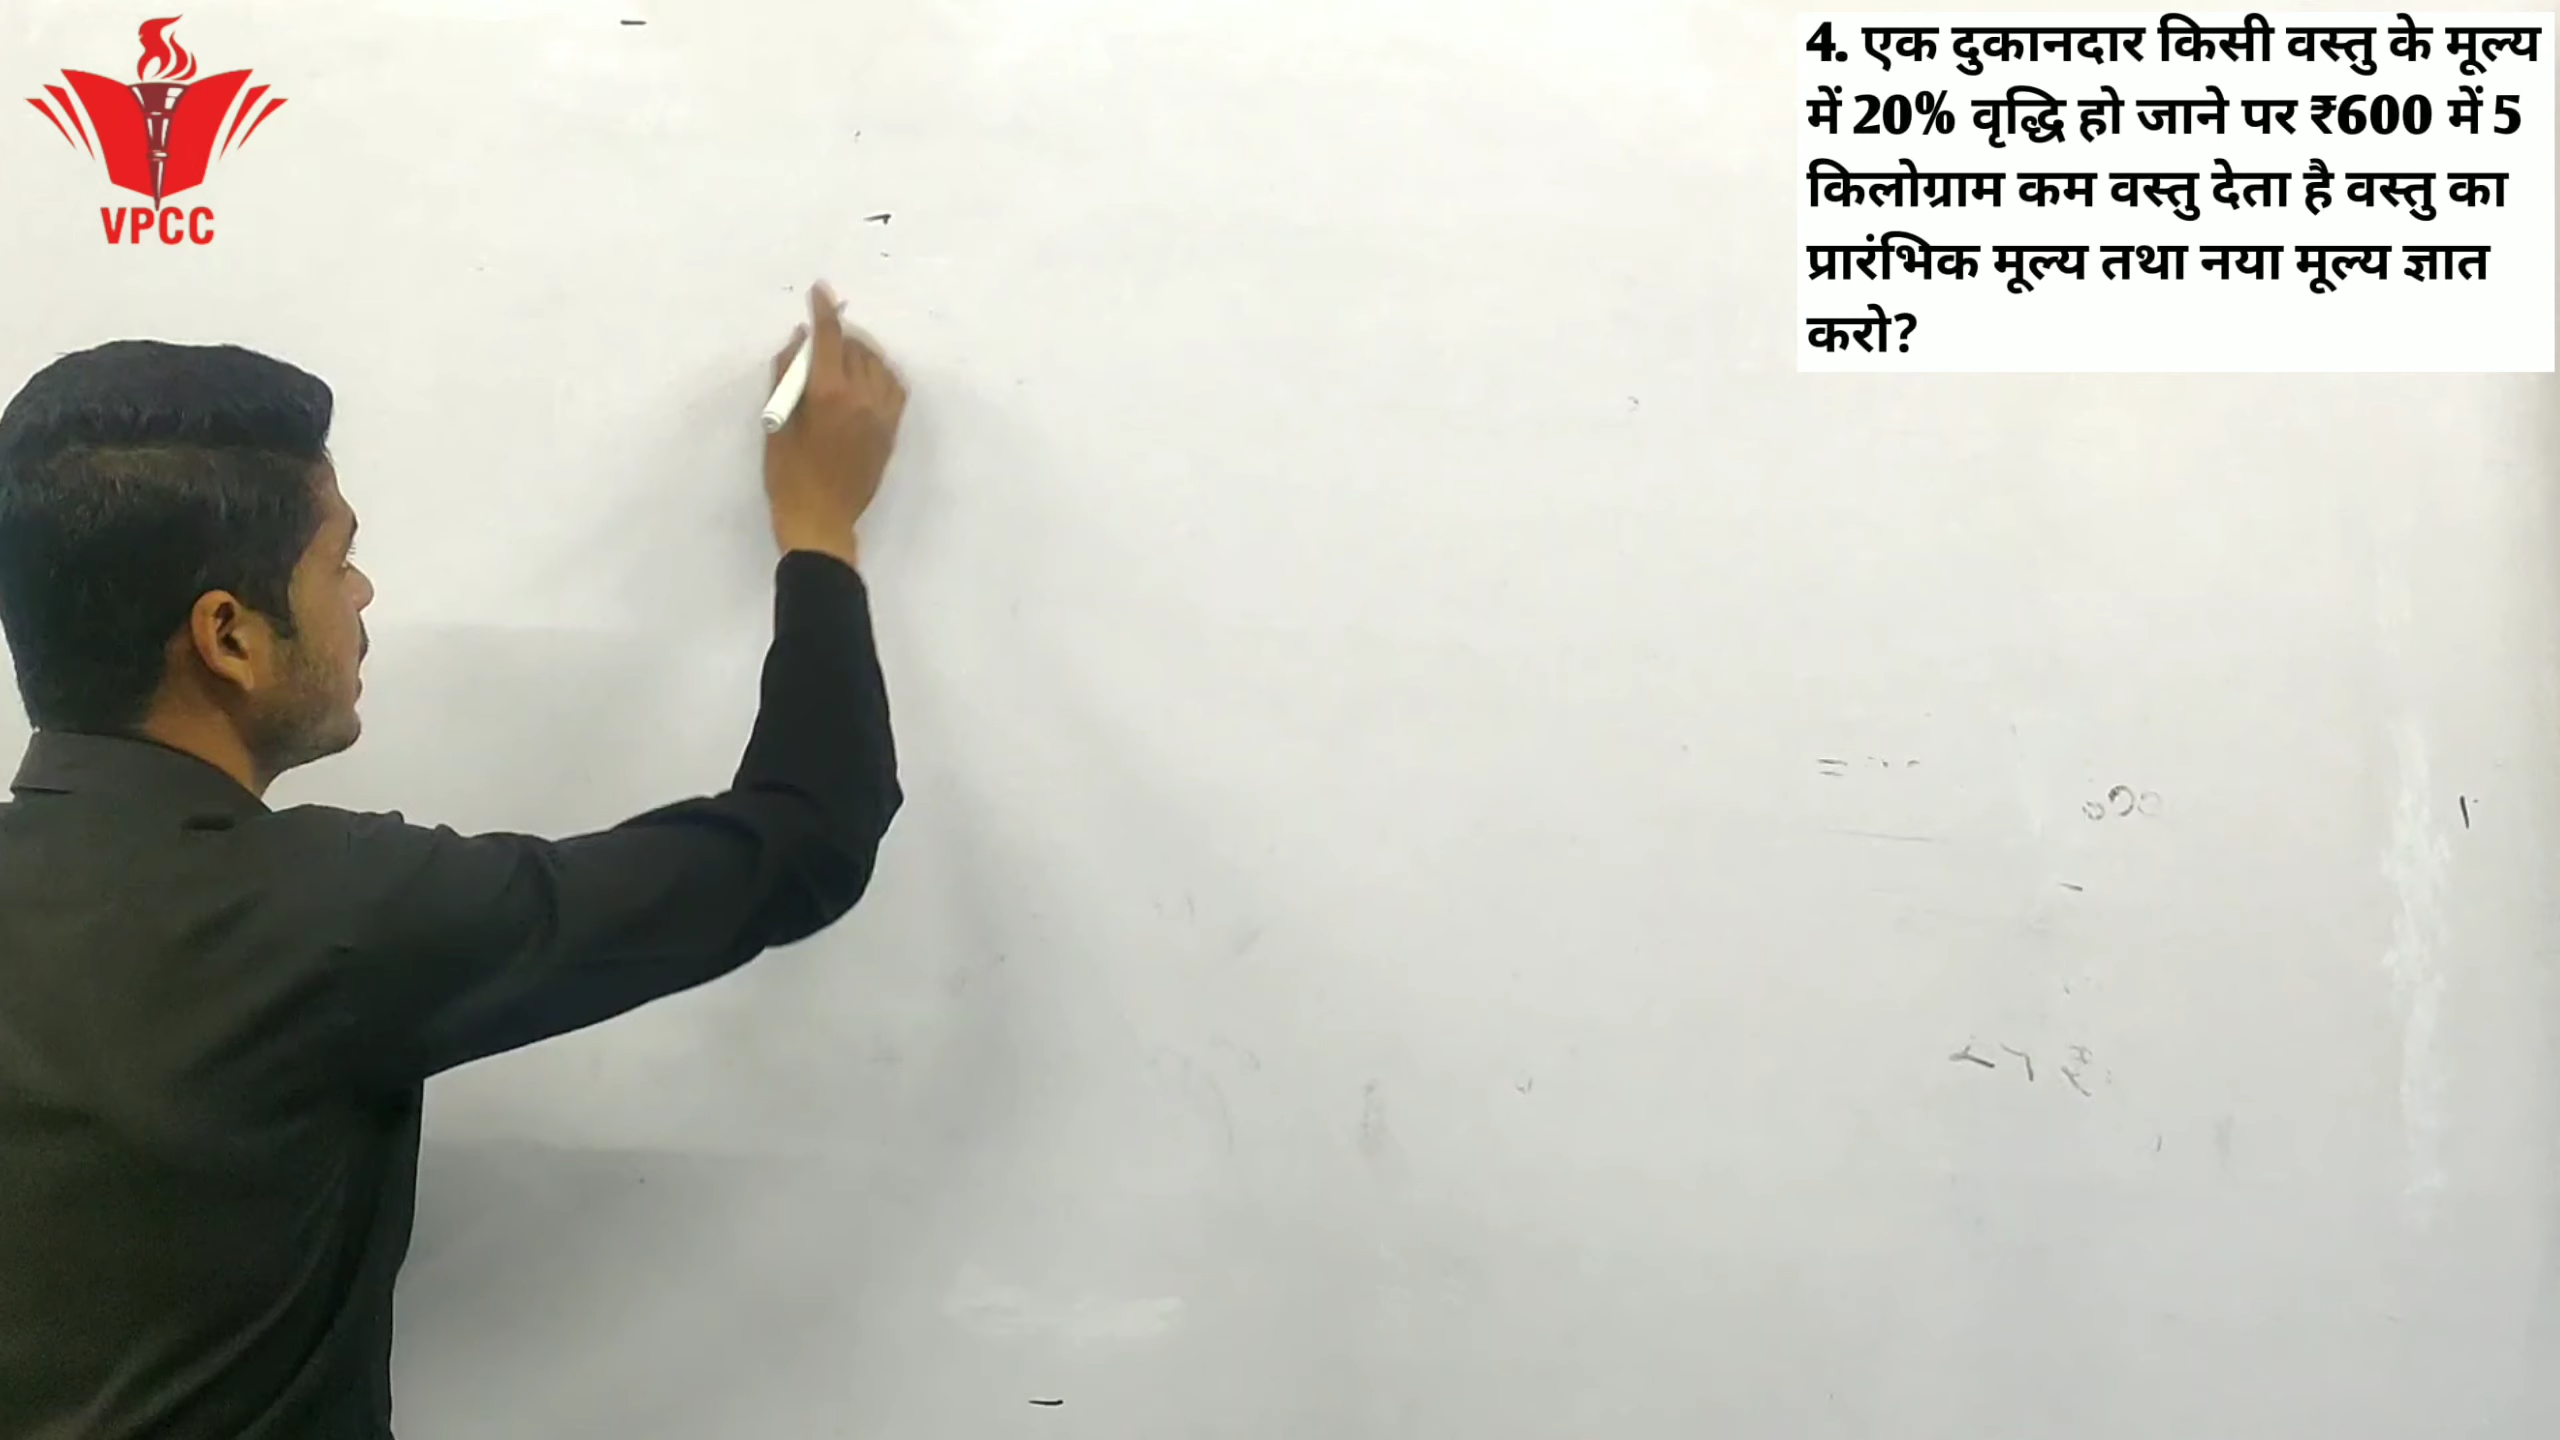 VPCC
4. एक दुकानदार किसी वस्तु के मूल्य
में 20% वृद्धि हो जाने पर ₹600 में 5
किलोग्राम कम वस्तु देता है वस्तु का
प्रारंभिक मूल्य तथा नया मूल्य ज्ञात
करो?